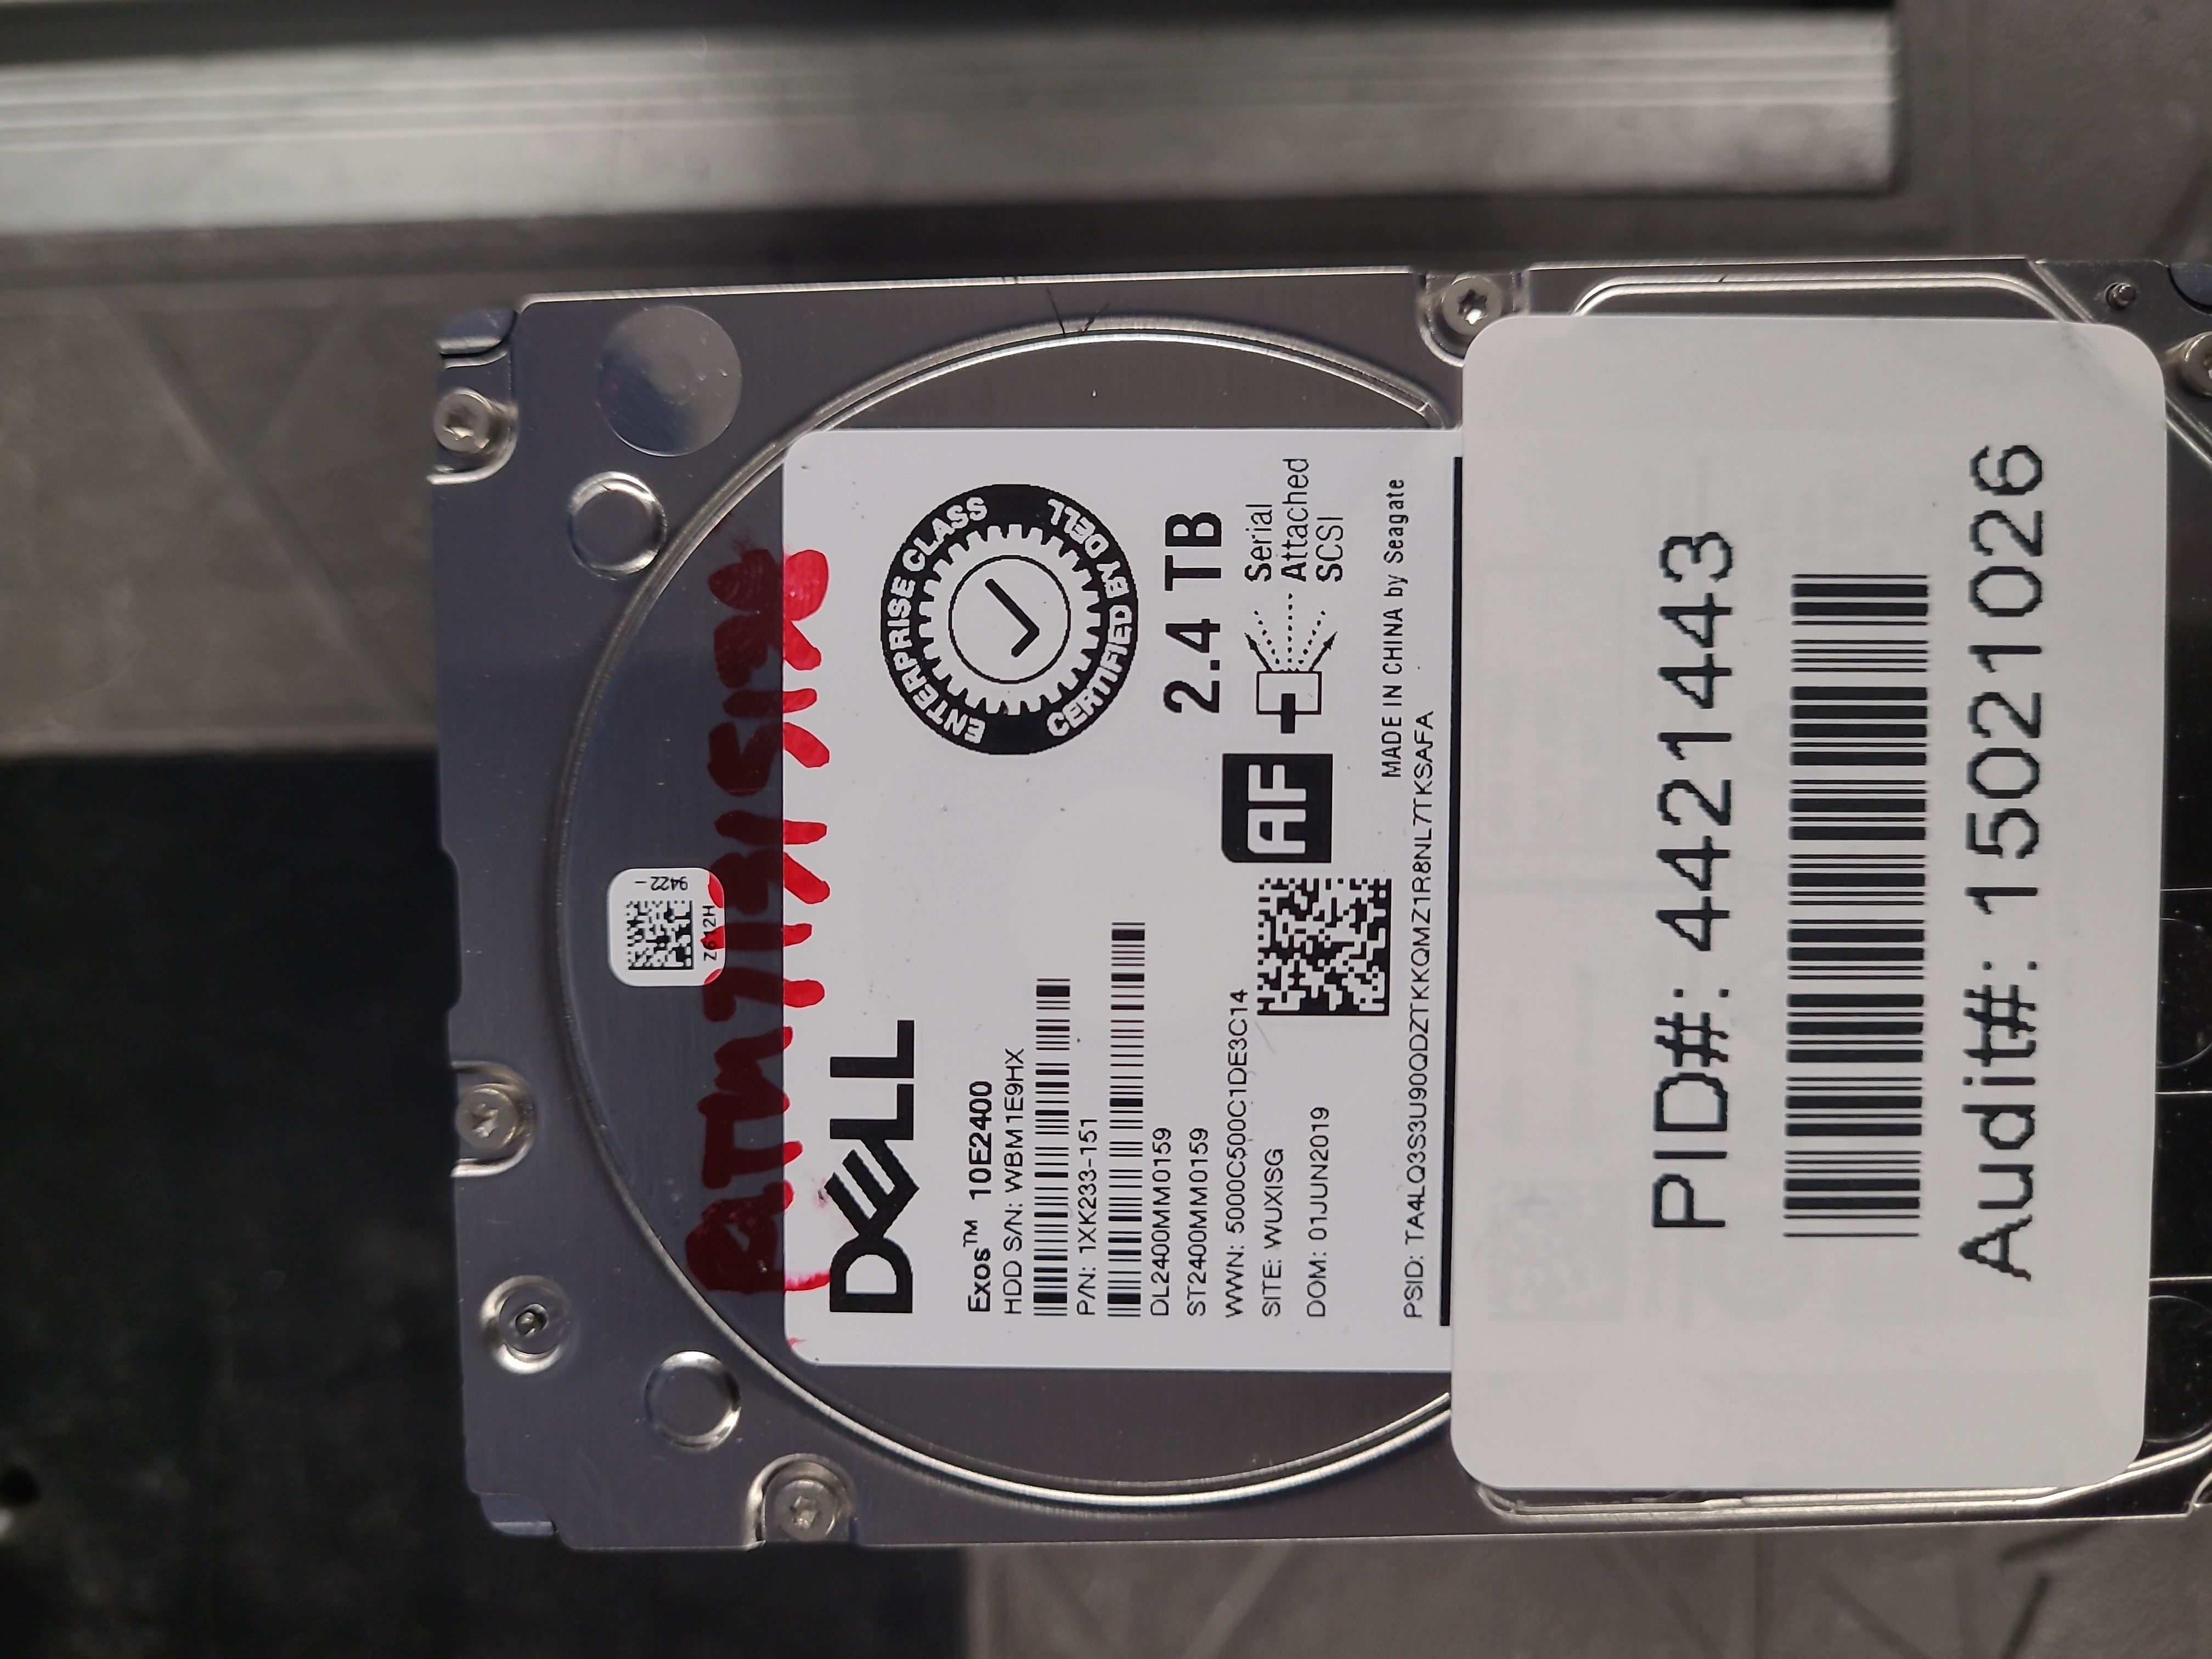 9422-
Z612H
DELL
Exos™ 10E2400
HDD S/N: WBM1E9HX
P/N: 1XK233-151
DL2400MM0159
ST2400MM0159
WWN: 5000C500C1DE3C14
SITE: WUXISG
DOM: 01JUN2019
ENTERPRISE CLASS
CERTIFIED BY DELL
2.4 TB
AF
Serial
Attached
SCSI
MADE IN CHINA by Seagate
PSID: TA4LQ3S3U90QDZTKKQMZ1R8NL7TKSAFA
PID#: 4421443
Audit#: 15021026